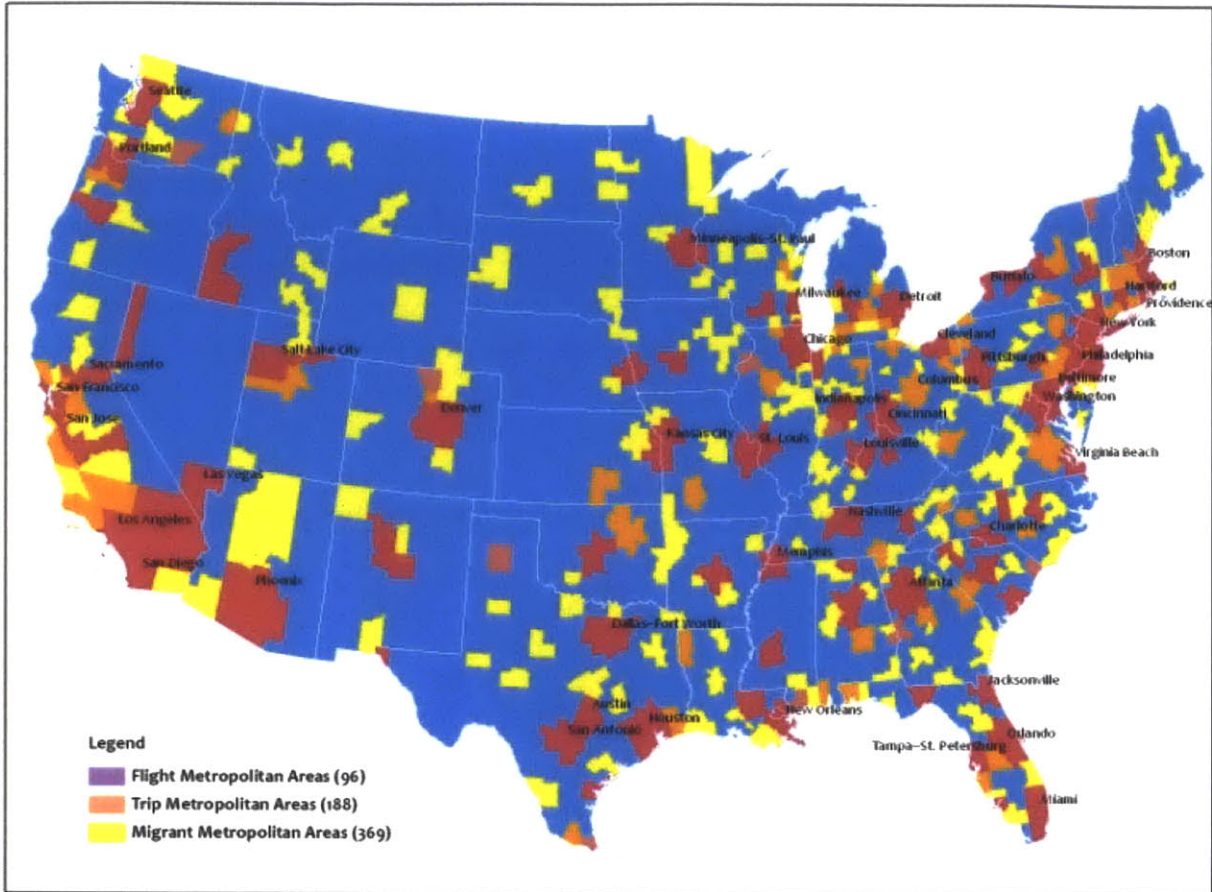 Seattle
Portland
Minneapolis-St. Paul
Boston
Buffalo
Milwaukee
Detroit
Hartford
Providence
New York
Cleveland
Chicago
Salt Lake City
Sacramento
Pittsburgh
Philadelphia
San Francisco
Columbus
Baltimore
Denver
Indianapolis
Washington
San Jose
Cincinnati
Kansas City
St. Louis
Louisville
Virginia Beach
Las Vegas
Los Angeles
Nashville
Charlotte
Memphis
San Diego
Phoenix
Atlanta
Dallas-Fort Worth
Jacksonville
Austin
New Orleans
Houston
San Antonio
Orlando
Tampa-St. Petersburg
Miami
Legend
Flight Metropolitan Areas (96)
Trip Metropolitan Areas (188)
Migrant Metropolitan Areas (369)